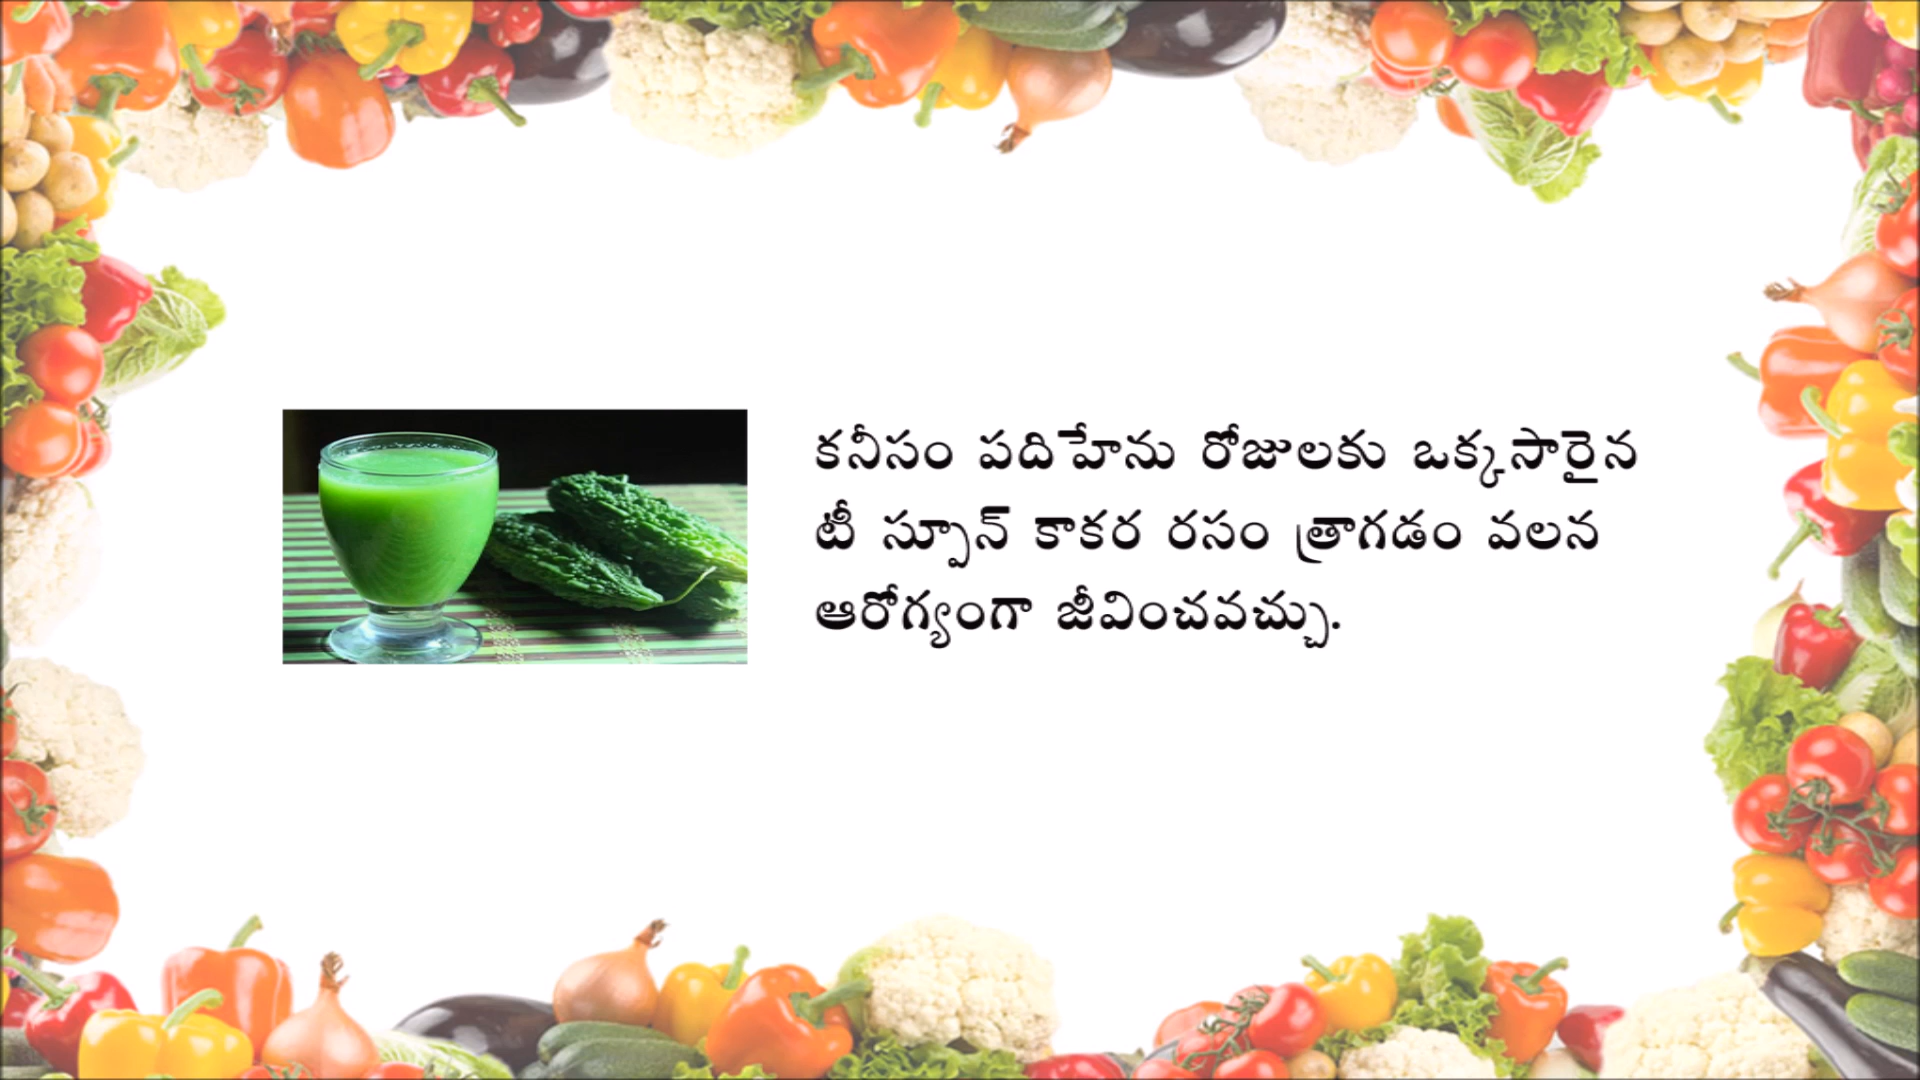 కనీసం పదిహేను రోజులకు ఒక్కసారైన
టీ స్పూన్ కాకర రసం త్రాగడం వలన
ఆరోగ్యంగా జీవించవచ్చు.